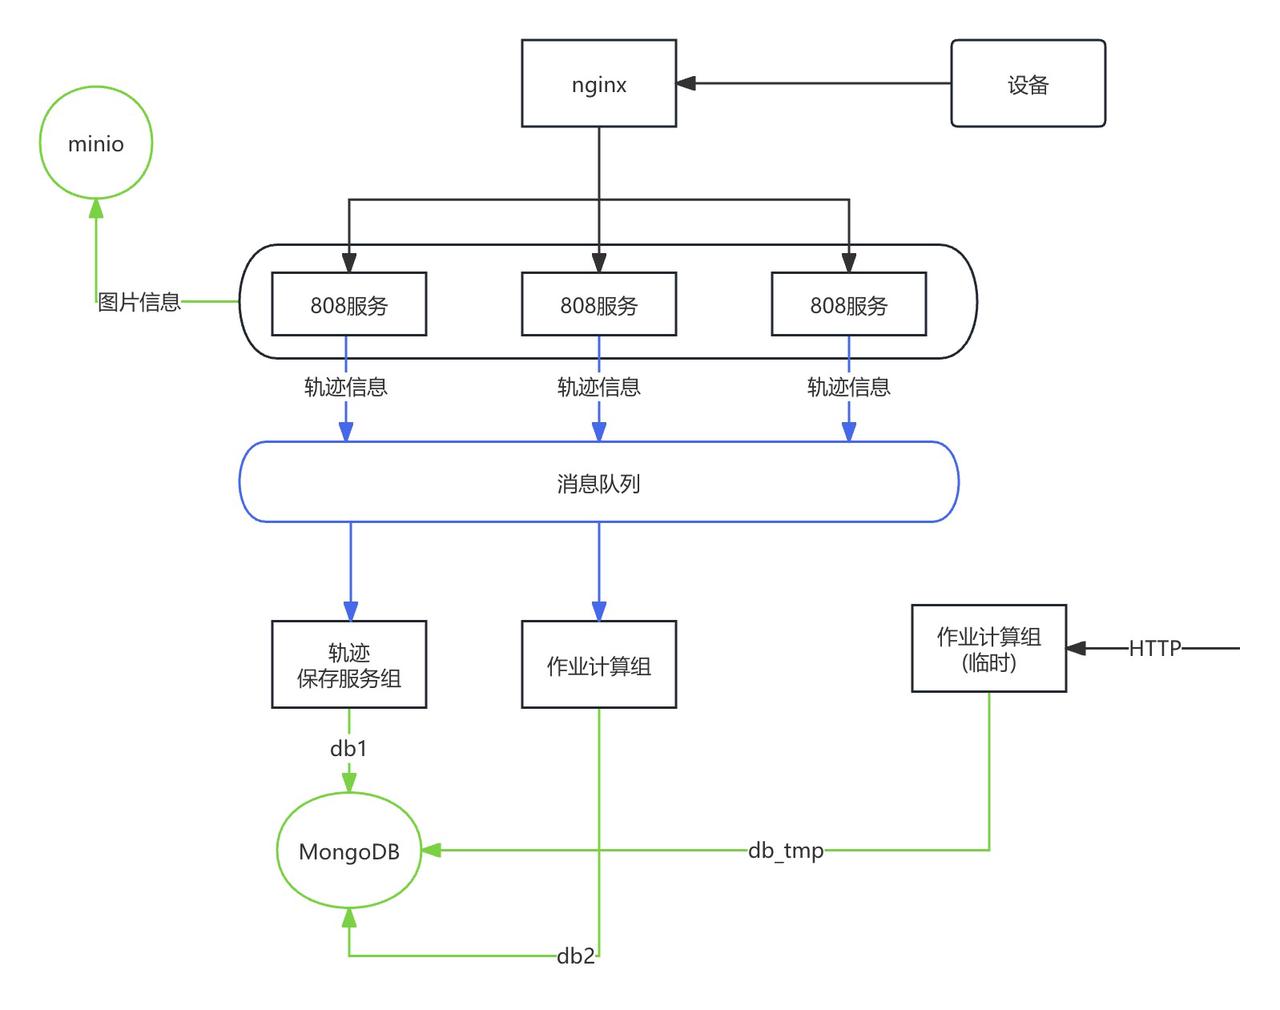 nginx
设备
minio
图片信息
808服务
808服务
808服务
轨迹信息
轨迹信息
轨迹信息
消息队列
轨迹
保存服务组
作业计算组
作业计算组
(临时)
HTTP
db1
MongoDB
db_tmp
db2